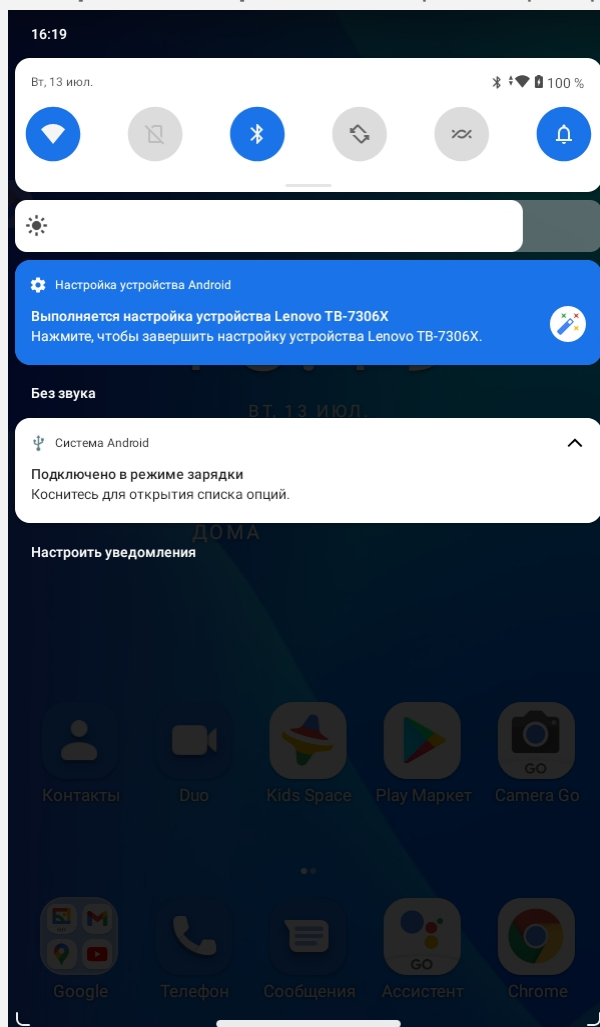 16:19
Вт, 13 июл.
100 %
Настройка устройства Android
Выполняется настройка устройства Lenovo TB-7306X
Нажмите, чтобы завершить настройку устройства Lenovo TB-7306X.
Без звука
ВТ, 13 ИЮЛ.
Система Android
Подключено в режиме зарядки
Коснитесь для открытия списка опций.
ДОМА
Настроить уведомления
GO
Контакты
Duo
Kids Space
Play Маркет
Camera Go
GO
Google
Телефон
Сообщения
Ассистент
Chrome